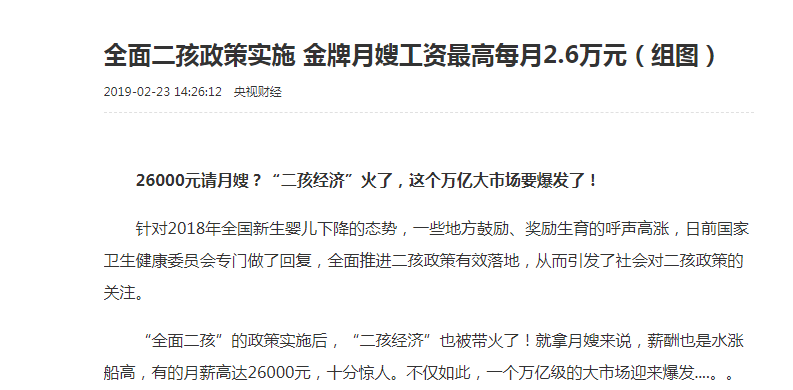 全面二孩政策实施 金牌月嫂工资最高每月2.6万元（组图）
2019-02-23 14:26:12 央视财经
26000元请月嫂？“二孩经济”火了，这个万亿大市场要爆发了！
针对2018年全国新生婴儿下降的态势，一些地方鼓励、奖励生育的呼声高涨，日前国家
卫生健康委员会专门做了回复，全面推进二孩政策有效落地，从而引发了社会对二孩政策的
关注。
“全面二孩”的政策实施后，“二孩经济”也被带火了！就拿月嫂来说，薪酬也是水涨
船高，有的月薪高达26000元，十分惊人。不仅如此，一个万亿级的大市场迎来爆发....。。